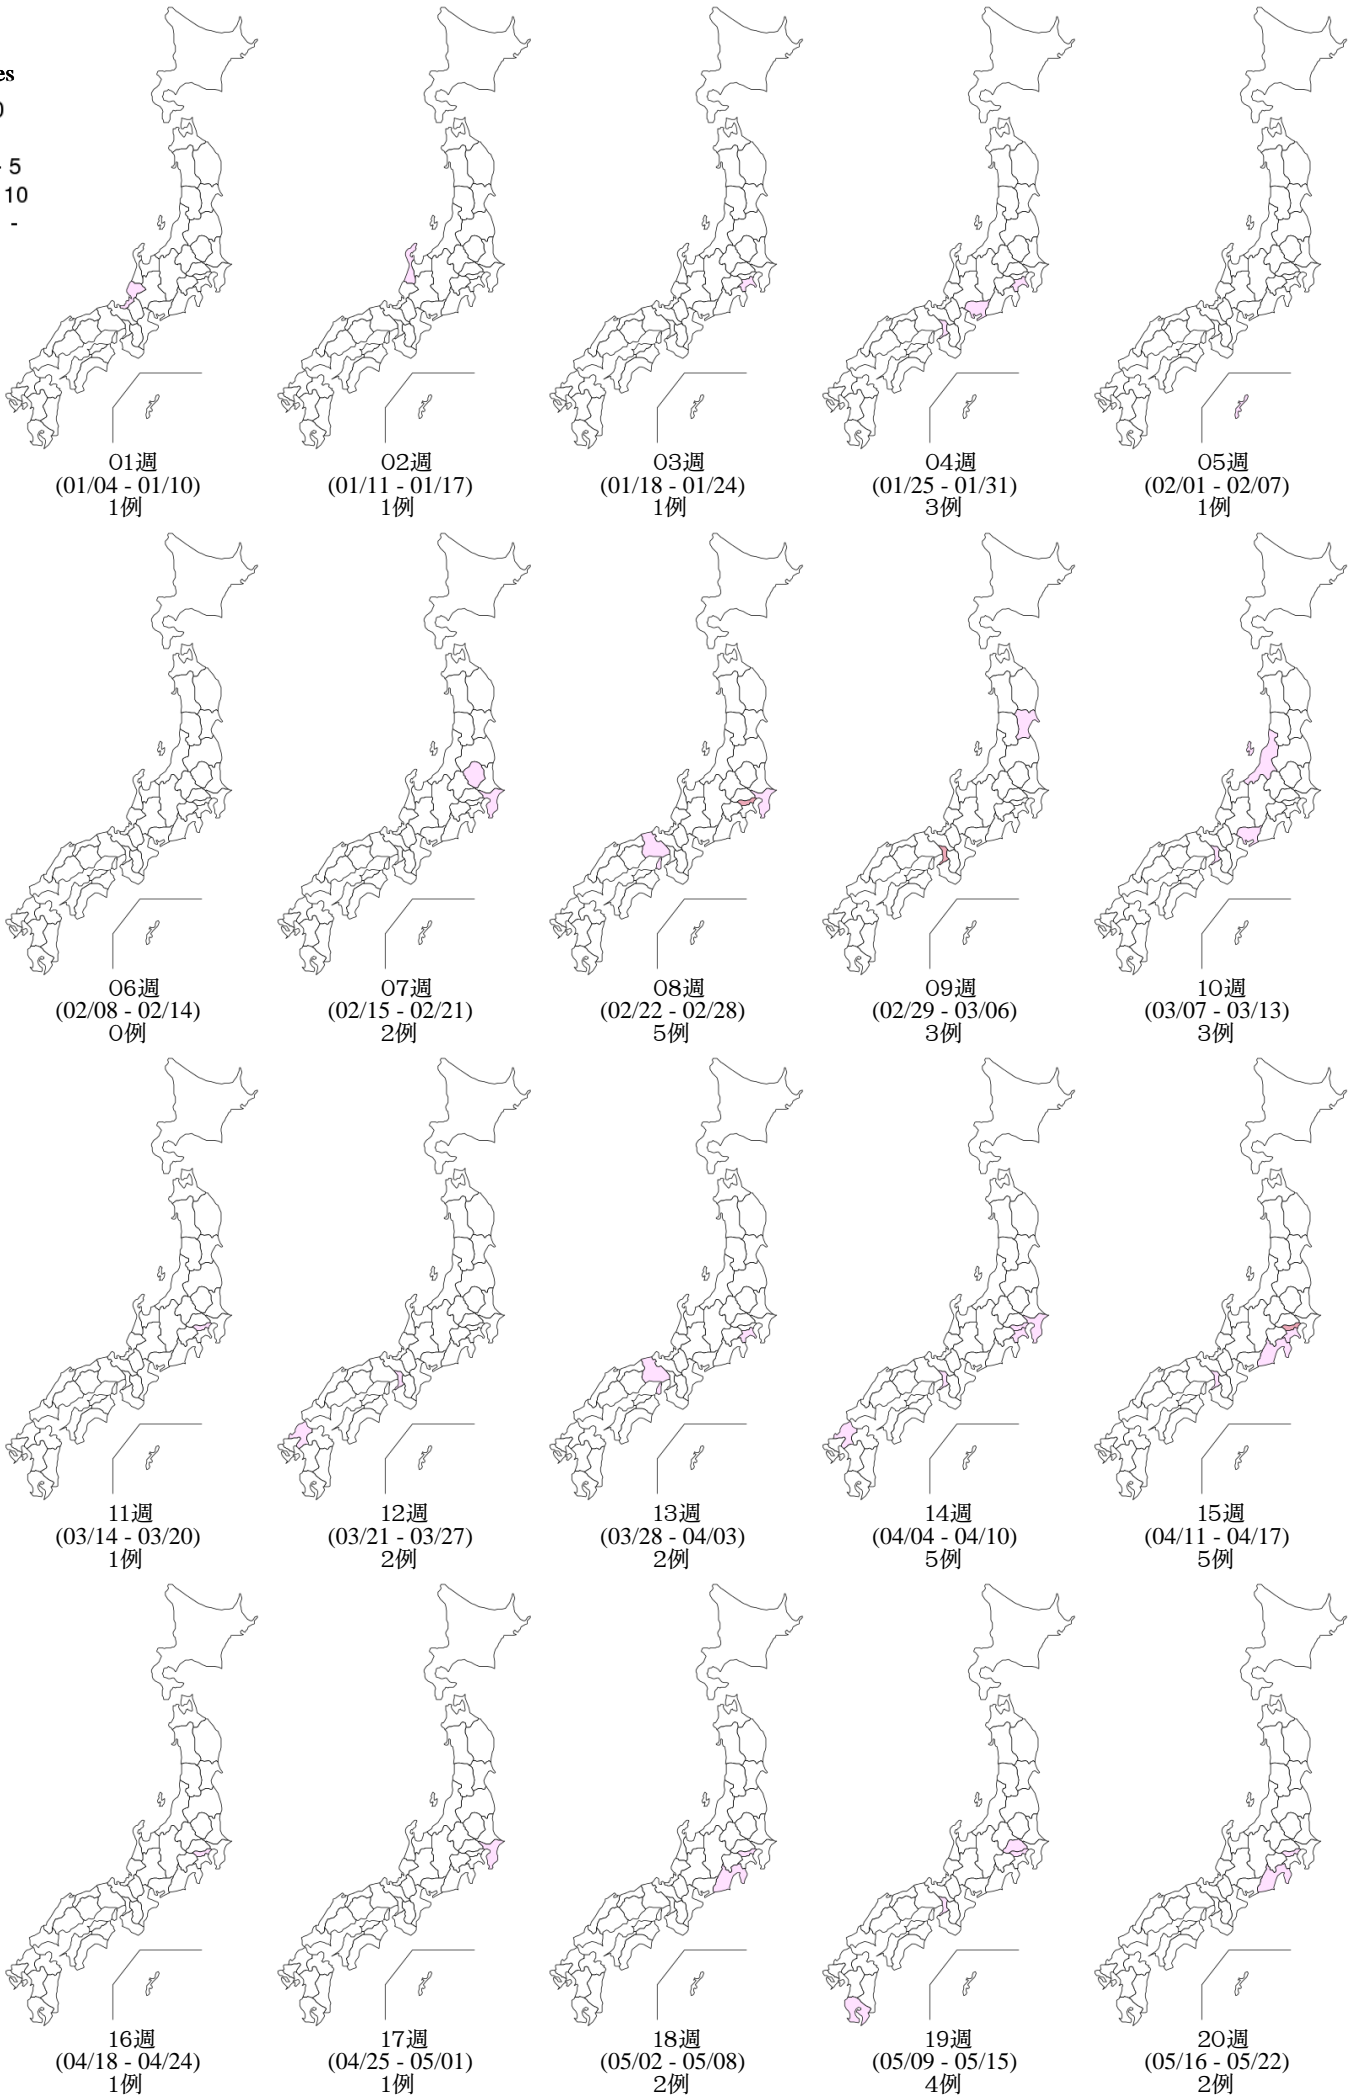 es
0
- 5
10
-
01週
(01/04 - 01/10)
1例
02週
(01/11 - 01/17)
1例
03週
(01/18 - 01/24)
1例
04週
(01/25 - 01/31)
3例
05週
(02/01 - 02/07)
1例
06週
(02/08 - 02/14)
0例
07週
(02/15 - 02/21)
2例
08週
(02/22 - 02/28)
5例
09週
(02/29 - 03/06)
3例
10週
(03/07 - 03/13)
3例
11週
(03/14 - 03/20)
1例
12週
(03/21 - 03/27)
2例
13週
(03/28 - 04/03)
2例
14週
(04/04 - 04/10)
5例
15週
(04/11 - 04/17)
5例
16週
(04/18 - 04/24)
1例
17週
(04/25 - 05/01)
1例
18週
(05/02 - 05/08)
2例
19週
(05/09 - 05/15)
4例
20週
(05/16 - 05/22)
2例